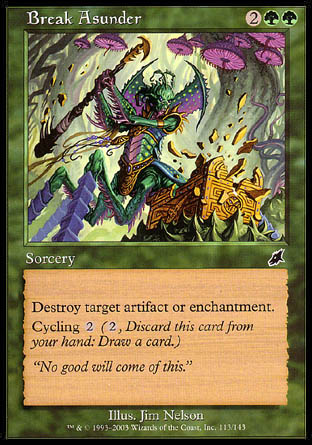 Break Asunder 2
Sorcery
Destroy target artifact or enchantment.
Cycling 2 (2, Discard this card from
your hand: Draw a card.)
"No good will come of this."
Illus. Jim Nelson
™ & © 1993–2003 Wizards of the Coast, Inc. 113/143